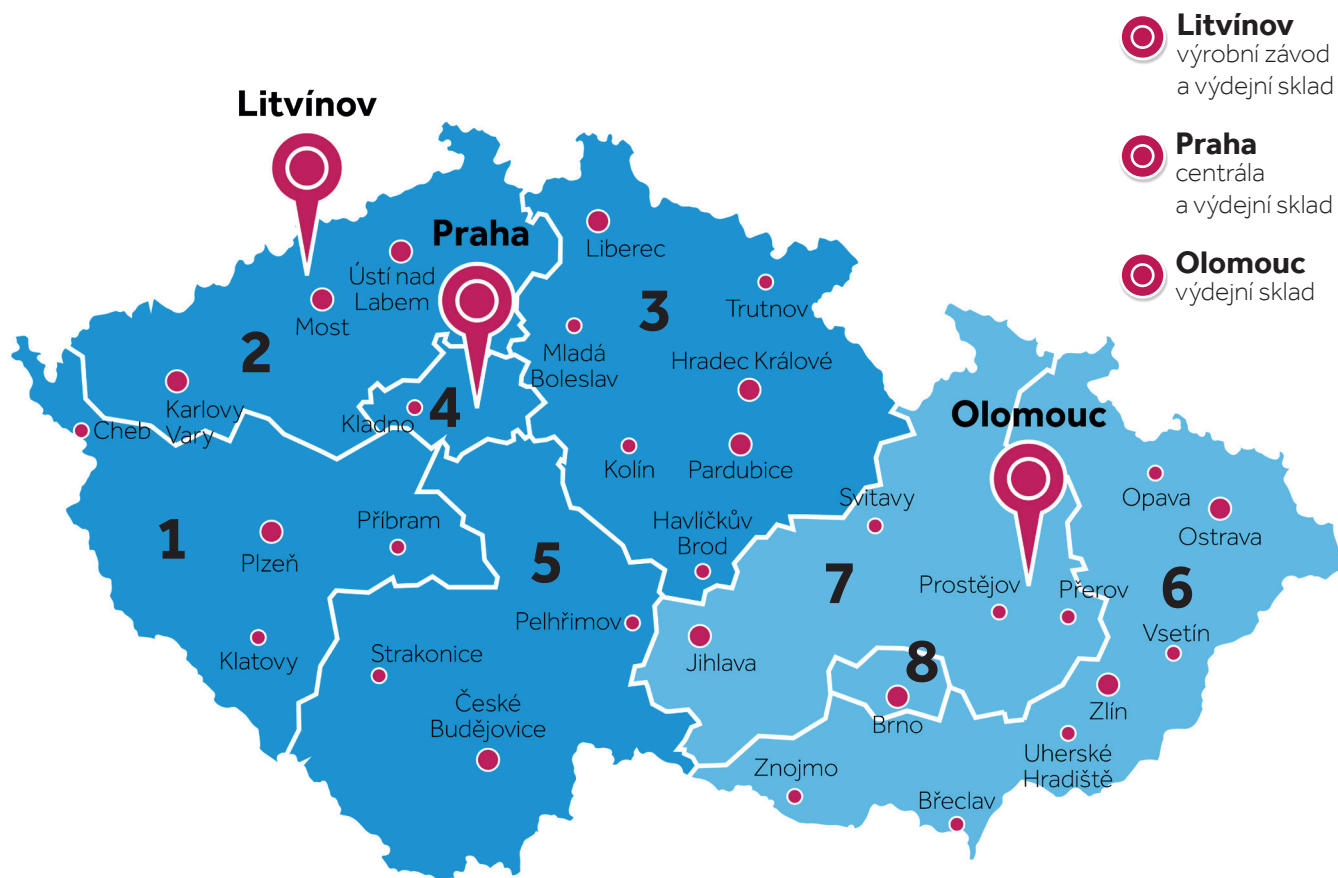 Litvínov
výrobní závod
a výdejní sklad
Praha
centrála
a výdejní sklad
Olomouc
výdejní sklad
Litvínov
Praha
Liberec
Ústí nad
Labem
Trutnov
Most
3
2
Mladá
Boleslav
Hradec Králové
Karlovy
Vary
Cheb
Kladno
4
Olomouc
Kolín
Pardubice
Opava
Svitavy
Ostrava
Příbram
Havlíčkův
Brod
1
Plzeň
5
7
6
Prostějov
Přerov
Pelhřimov
Vsetín
Klatovy
Strakonice
Jihlava
8
České
Budějovice
Brno
Zlín
Uherské
Hradiště
Znojmo
Břeclav